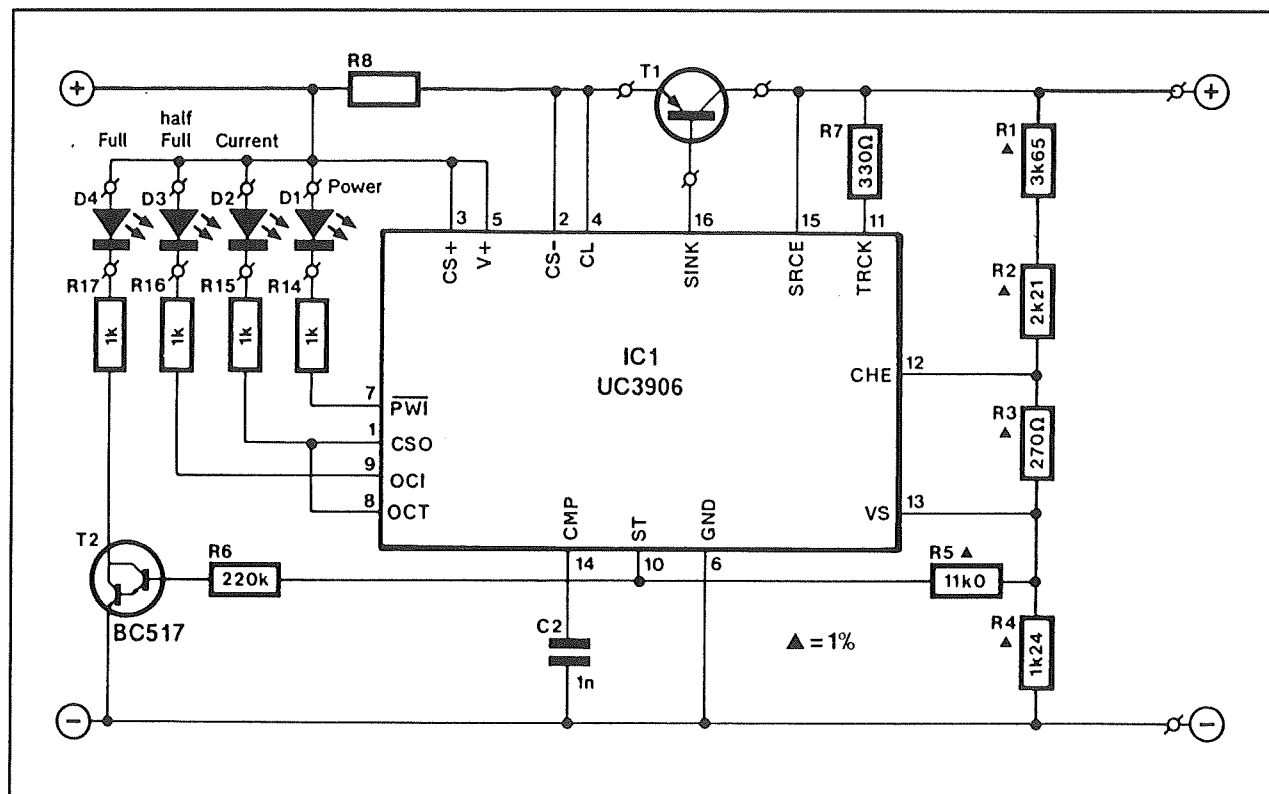 R8
T1
+
+
half
Full
Full
Current
R7
330Ω
R1
▲
3k65
D4
D3
D2
D1
Power
3
5
2
4
16
15
11
CS+
V+
CS-
CL
SINK
SRCE
TRCK
R2
▲
2k21
R17
R16
R15
R14
1k
1k
1k
1k
IC1
UC3906
CHE
12
7
PWI
1
CSO
9
OCI
8
OCT
R3
▲
270Ω
VS
13
CMP
ST
GND
14
10
6
T2
R6
220k
R5 ▲
11k0
BC517
C2
1n
▲ = 1%
R4
▲
1k24
−
−